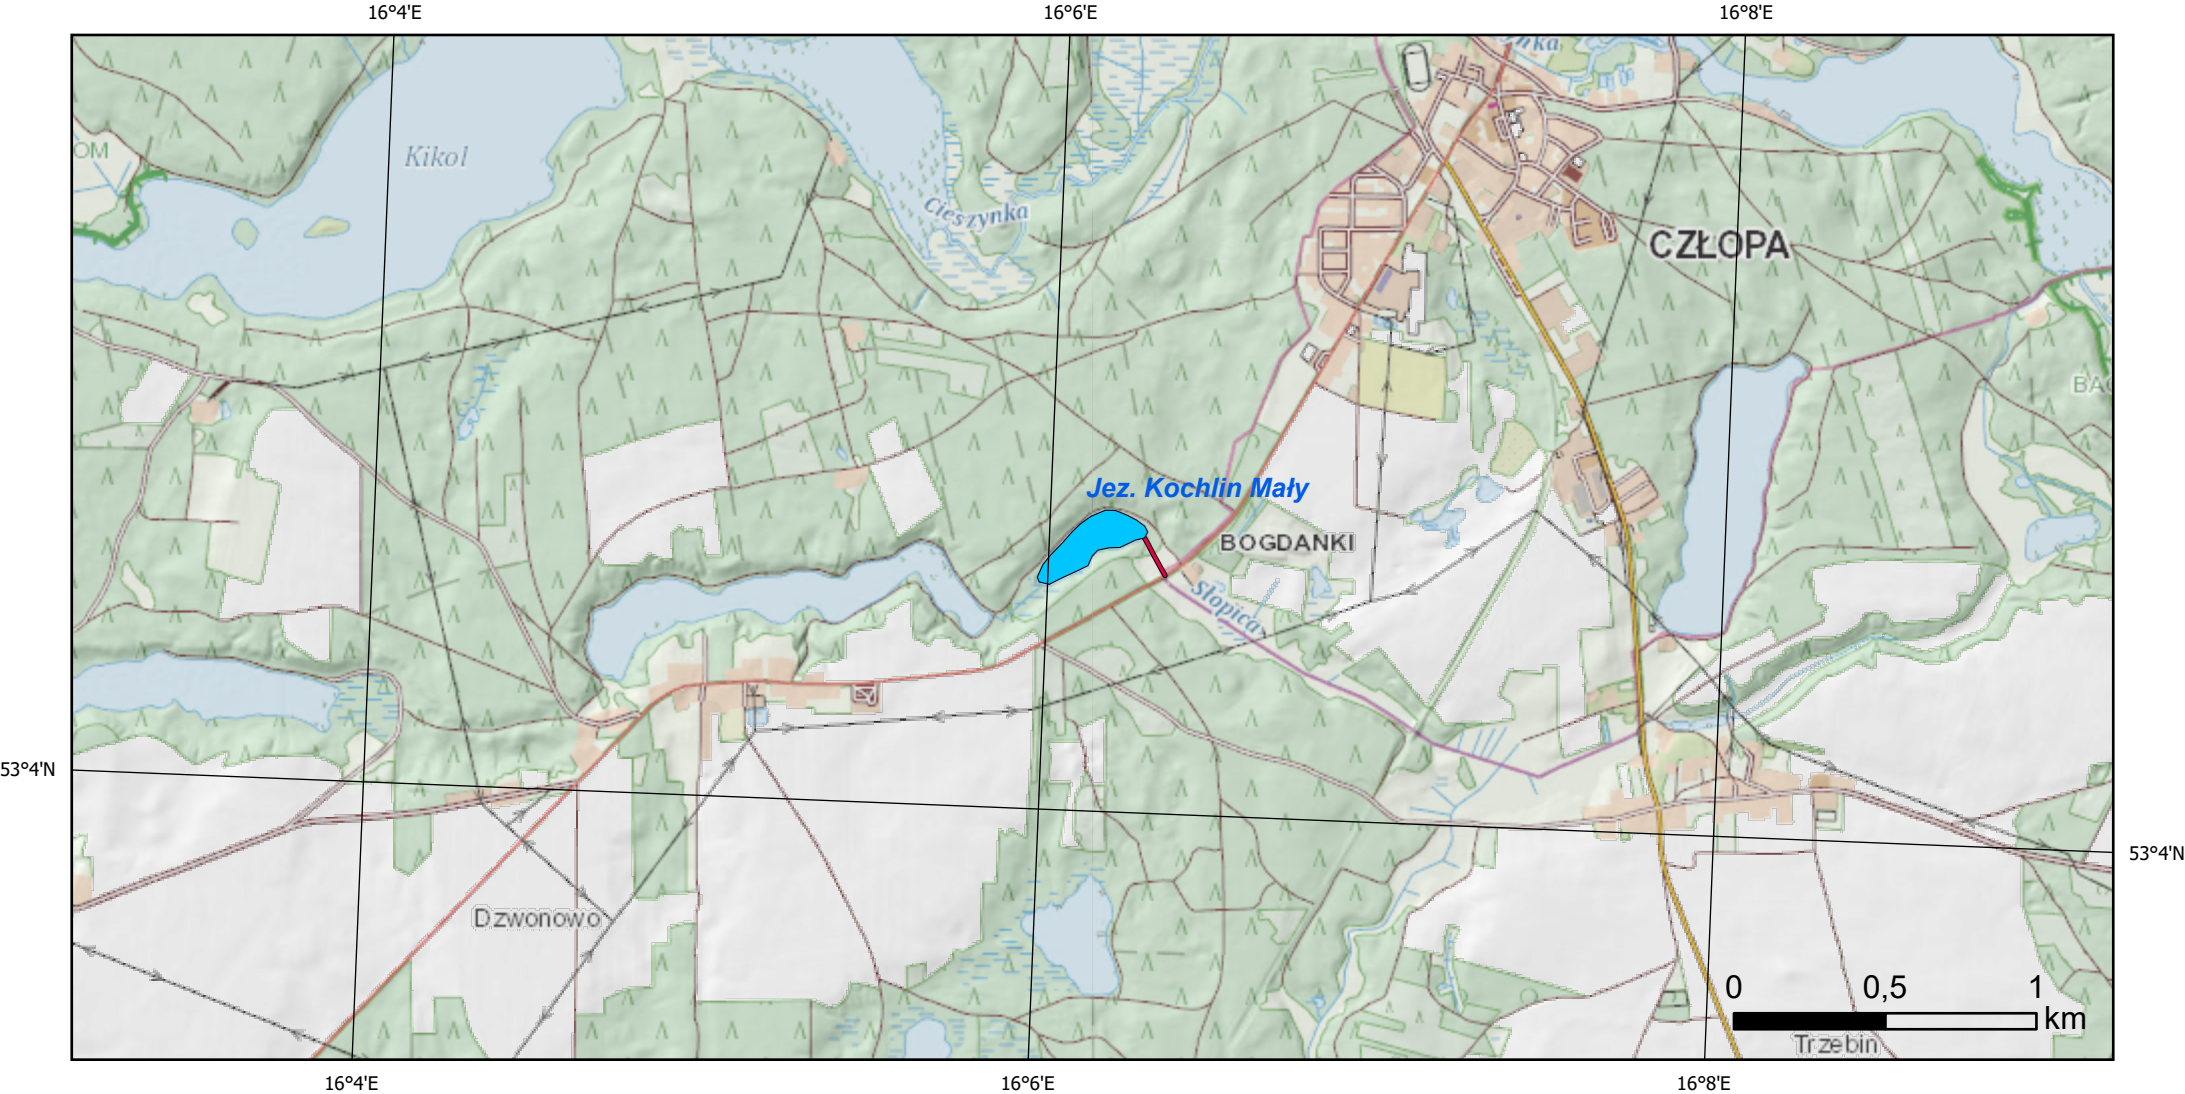 16°4'E
16°6'E
16°8'E
Kikol
Cieszynka
CZŁOPA
Jez. Kochlin Mały
BOGDANKI
Słopica
53°4'N
53°4'N
Dzwonowo
0
0,5
1
km
Trzebin
16°4'E
16°6'E
16°8'E